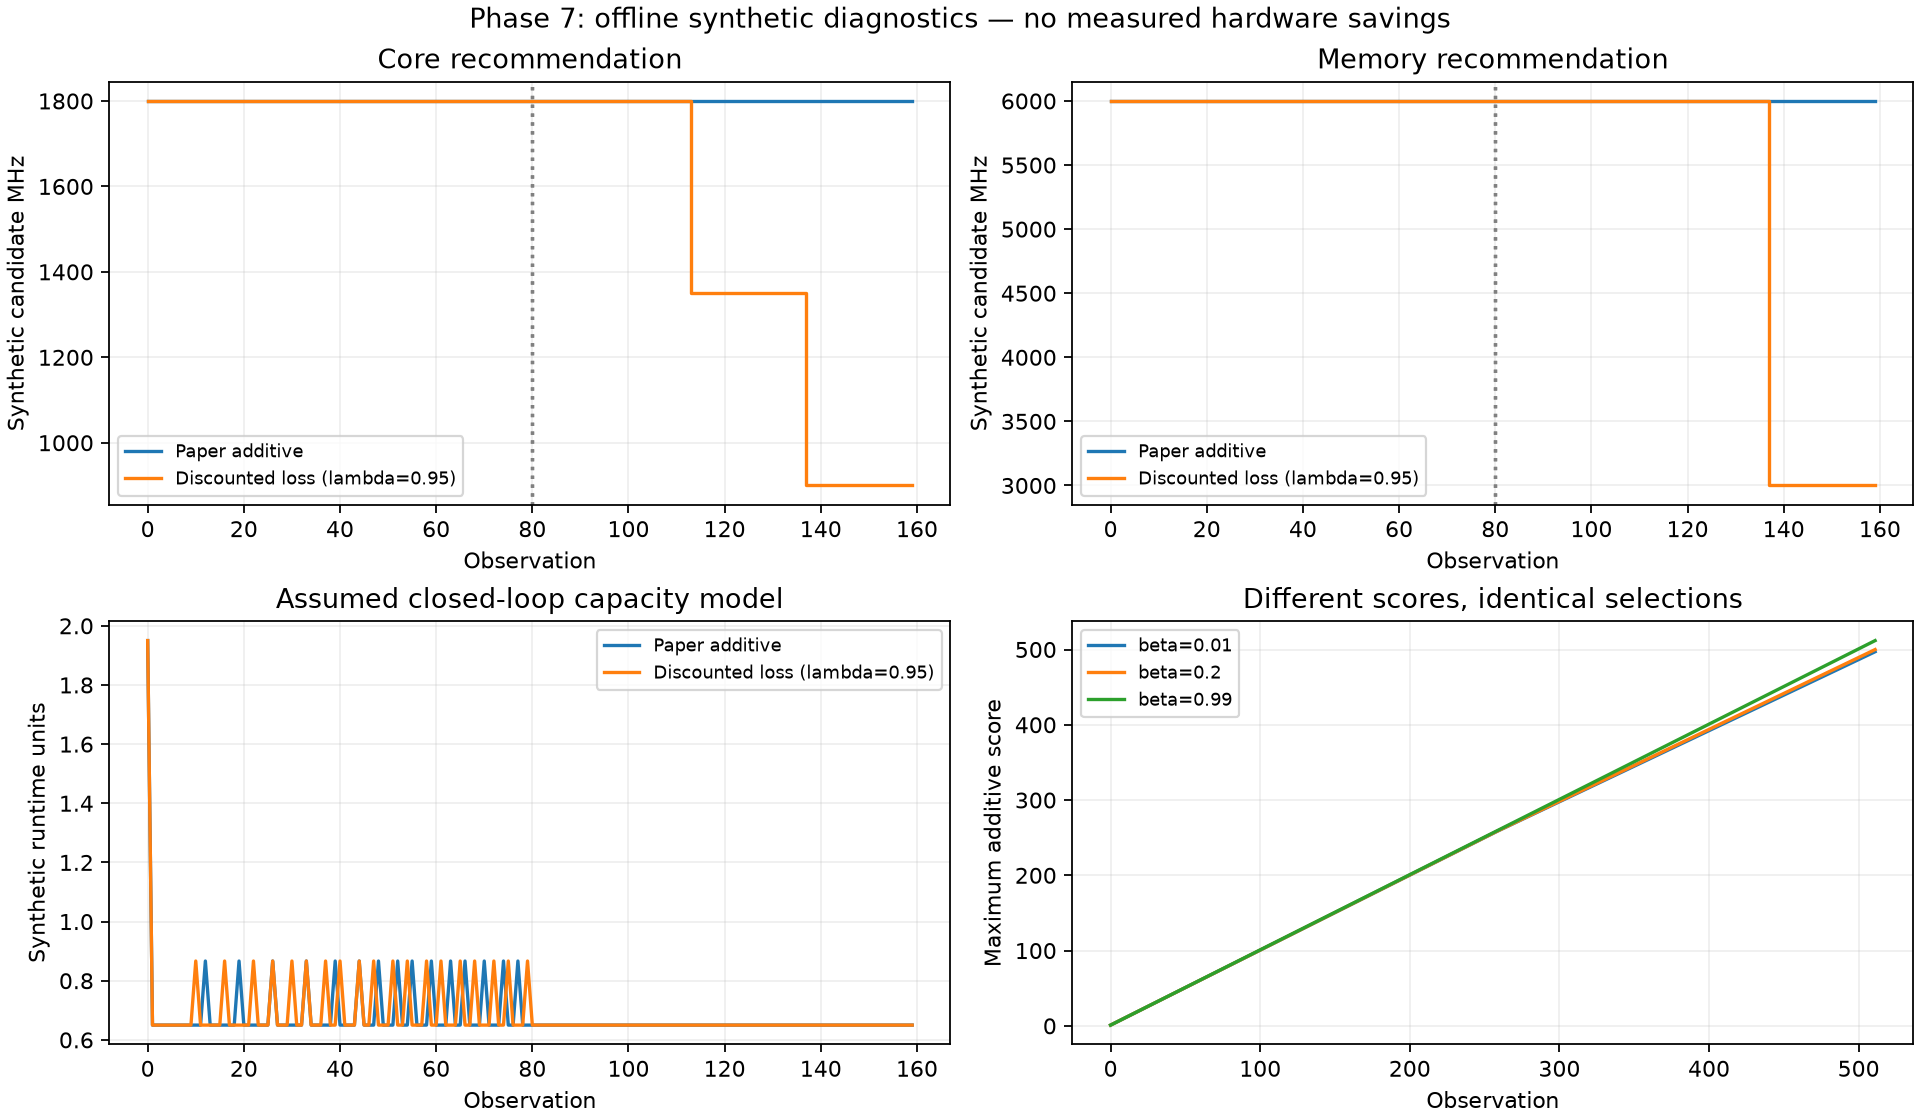 Phase 7: offline synthetic diagnostics — no measured hardware savings
Core recommendation
Synthetic candidate MHz
1800
1600
1400
1200
1000
Paper additive
Discounted loss (lambda=0.95)
0 20 40 60 80 100 120 140 160
Observation
Memory recommendation
Synthetic candidate MHz
6000
5500
5000
4500
4000
3500
3000
Paper additive
Discounted loss (lambda=0.95)
0 20 40 60 80 100 120 140 160
Observation
Assumed closed-loop capacity model
Synthetic runtime units
2.0
1.8
1.6
1.4
1.2
1.0
0.8
0.6
Paper additive
Discounted loss (lambda=0.95)
0 20 40 60 80 100 120 140 160
Observation
Different scores, identical selections
Maximum additive score
500
400
300
200
100
0
beta=0.01
beta=0.2
beta=0.99
0 100 200 300 400 500
Observation